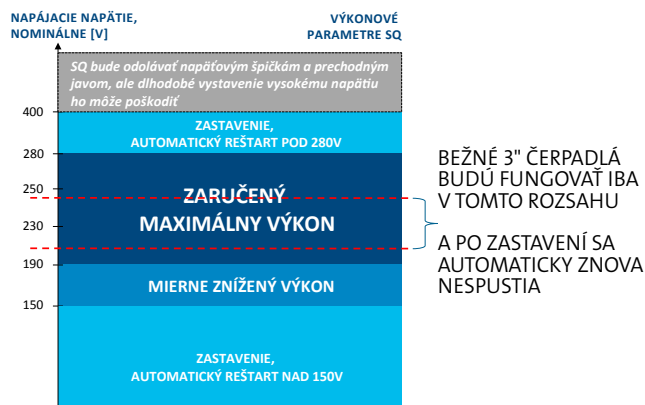 NAPÁJACIE NAPÄTIE,
NOMINÁLNE [V]
VÝKONOVÉ
PARAMETRE SQ
SQ bude odolávať napäťovým špičkám a prechodným
javom, ale dlhodobé vystavenie vysokému napätiu
ho môže poškodiť
400
ZASTAVENIE,
AUTOMATICKÝ REŠTART POD 280V
280
250
ZARUČENÝ
MAXIMÁLNY VÝKON
230
190
MIERNE ZNÍŽENÝ VÝKON
150
ZASTAVENIE,
AUTOMATICKÝ REŠTART NAD 150V
BEŽNÉ 3" ČERPADLÁ
BUDÚ FUNGOVAŤ IBA
V TOMTO ROZSAHU
A PO ZASTAVENÍ SA
AUTOMATICKY ZNOVA
NESPUSTIA